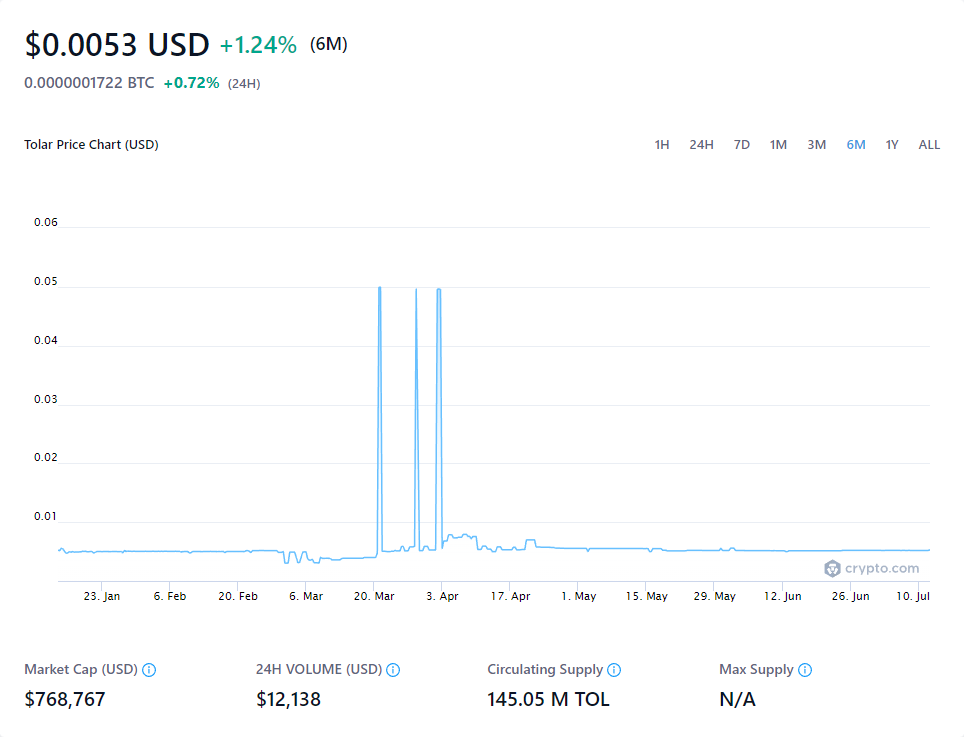 $0.0053 USD +1.24% (6M)
0.0000001722 BTC +0.72% (24H)
Tolar Price Chart (USD) 1H 24H 7D 1M 3M 6M 1Y ALL
0.06
0.05
0.04
0.03
0.02
0.01
crypto.com
23. Jan 6. Feb 20. Feb 6. Mar 20. Mar 3. Apr 17. Apr 1. May 15. May 29. May 12. Jun 26. Jun 10. Jul
Market Cap (USD) 24H VOLUME (USD) Circulating Supply Max Supply
$768,767 $12,138 145.05 M TOL N/A